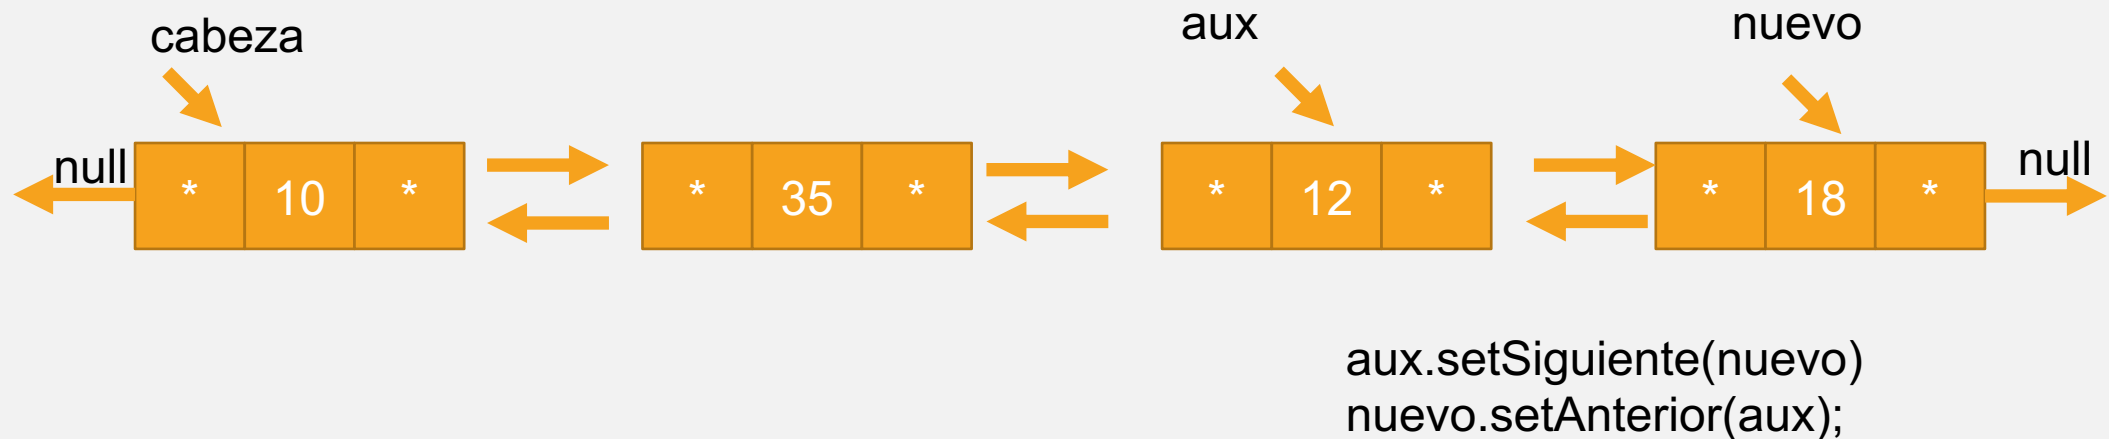 cabeza
aux
nuevo
null * 10 * * 35 * * 12 * * 18 * null
aux.setSiguiente(nuevo)
nuevo.setAnterior(aux);